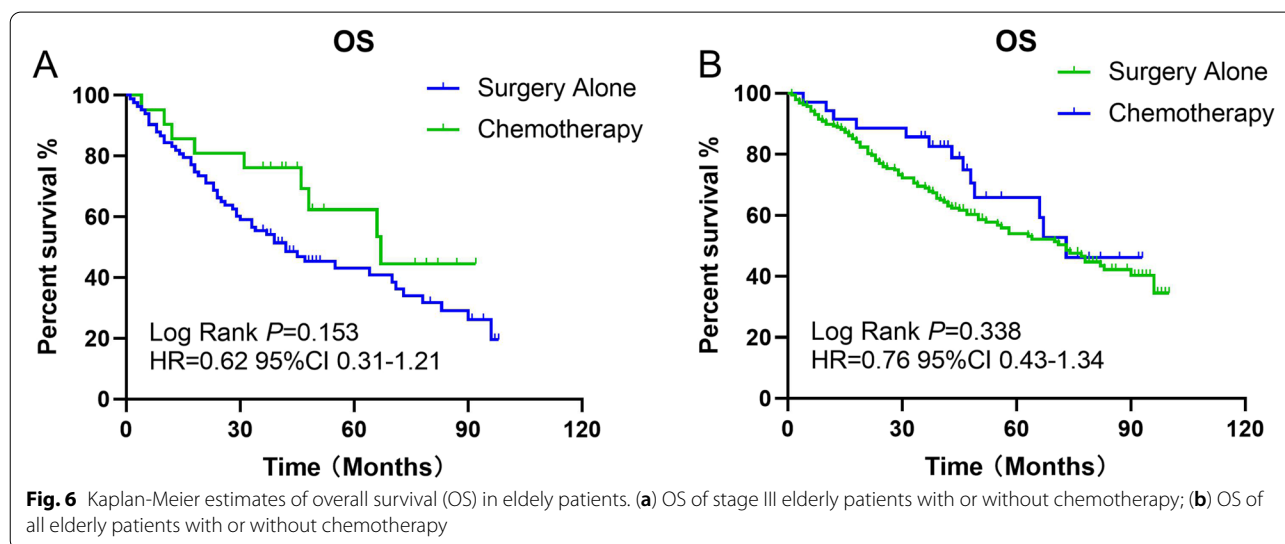 A
OS
Surgery Alone
Chemotherapy
Percent survival %
100
80
60
40
20
0
Log Rank P=0.153
HR=0.62 95%CI 0.31-1.21
0 30 60 90 120
Time (Months)
B
OS
Surgery Alone
Chemotherapy
Percent survival %
100
80
60
40
20
0
Log Rank P=0.338
HR=0.76 95%CI 0.43-1.34
0 30 60 90 120
Time (Months)
Fig. 6 Kaplan-Meier estimates of overall survival (OS) in eldely patients. (a) OS of stage III elderly patients with or without chemotherapy; (b) OS of
all elderly patients with or without chemotherapy